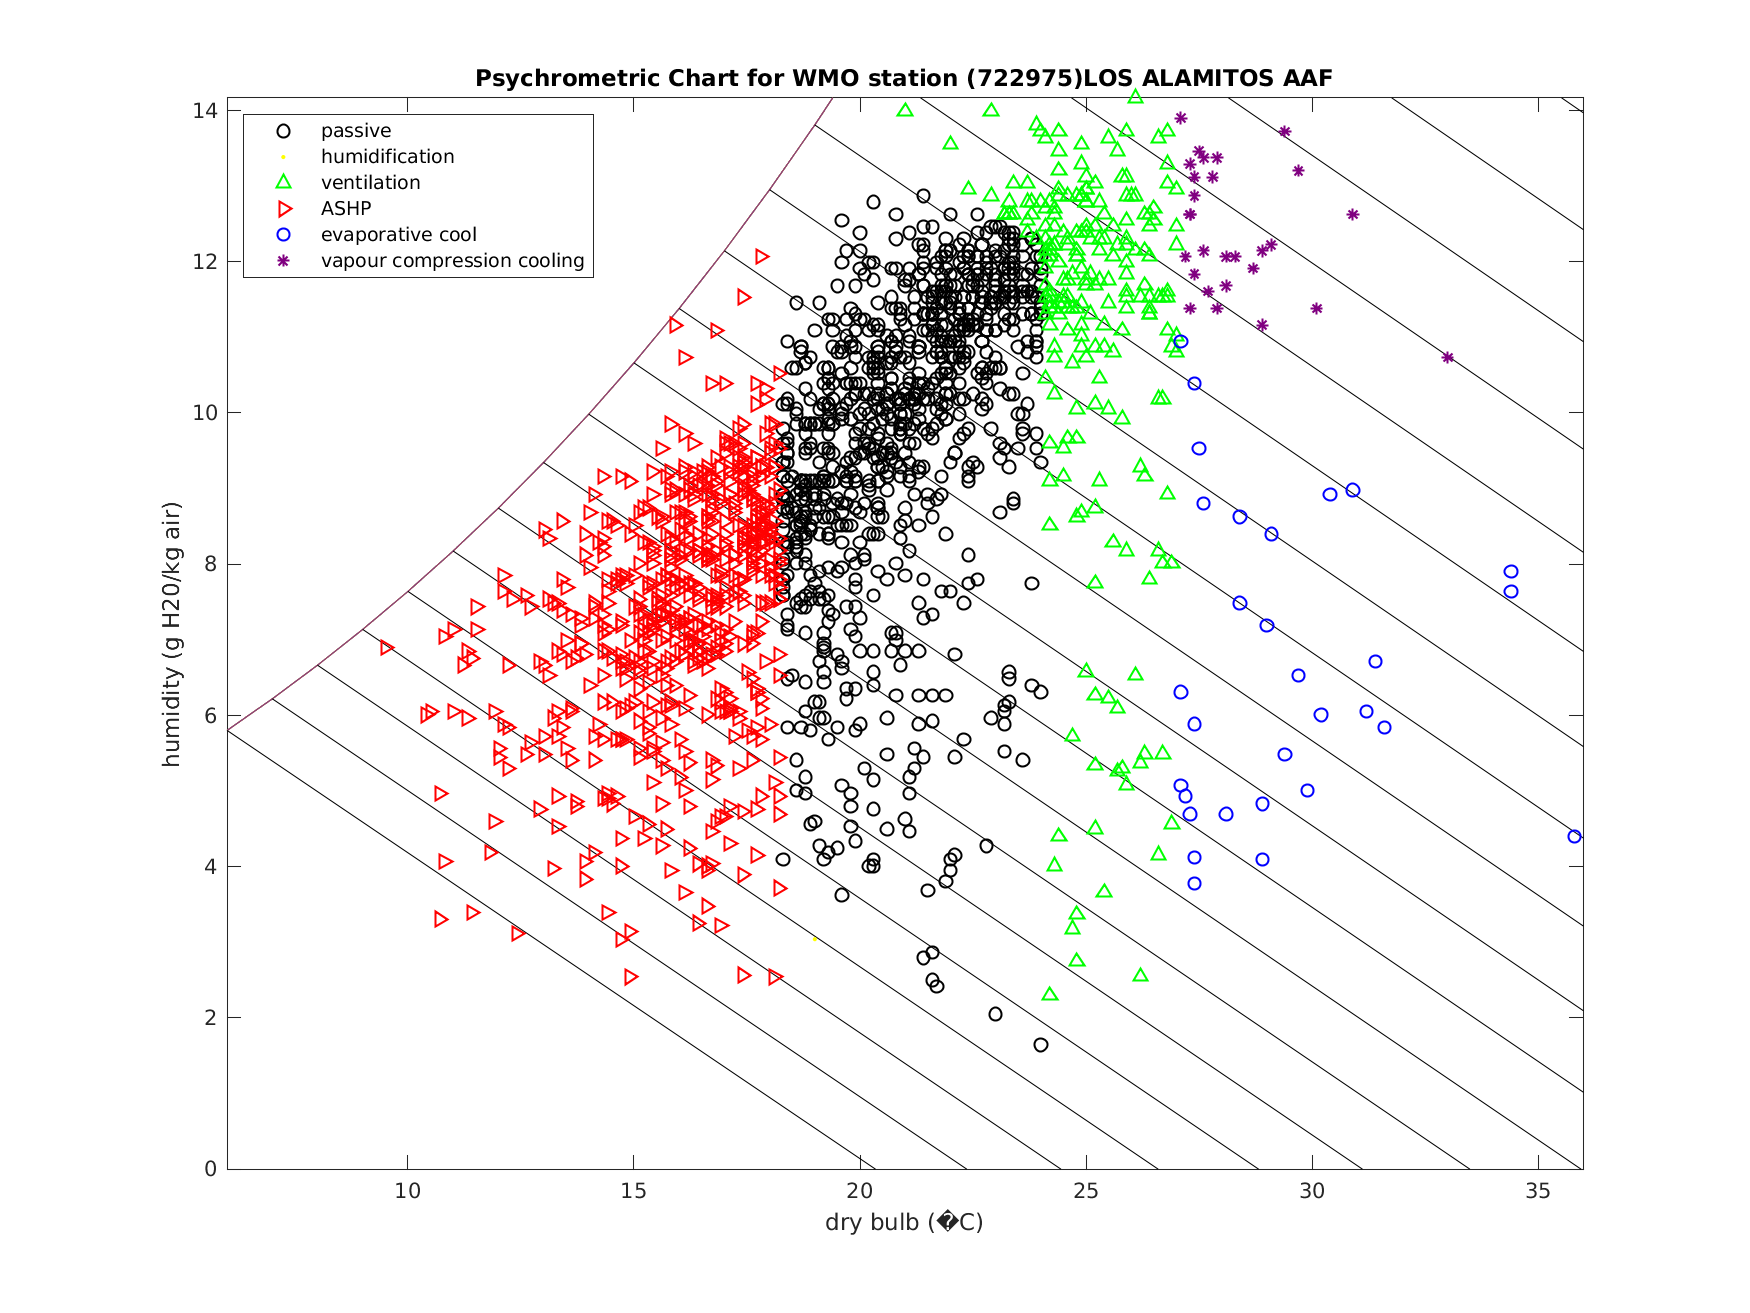 Psychrometric Chart for WMO station (722975)LOS ALAMITOS AAF
passive
humidification
ventilation
ASHP
evaporative cool
vapour compression cooling
humidity (g H20/kg air)
14
12
10
8
6
4
2
0
10 15 20 25 30 35
dry bulb (�C)